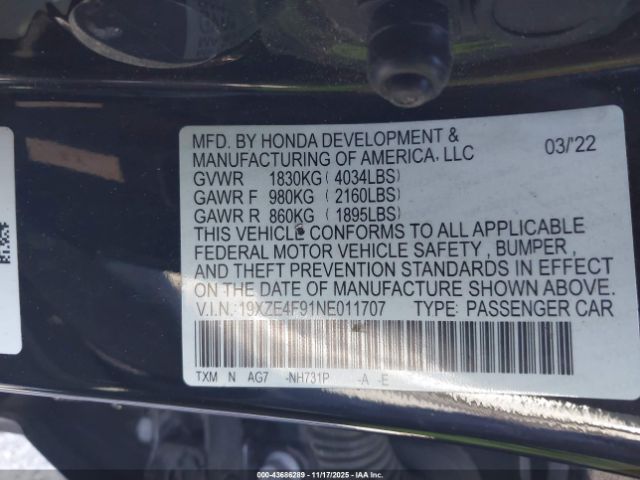 MFD. BY HONDA DEVELOPMENT &
MANUFACTURING OF AMERICA, LLC 03/'22
GVWR 1830KG ( 4034LBS)
GAWR F 980KG ( 2160LBS)
GAWR R 860KG ( 1895LBS)
THIS VEHICLE CONFORMS TO ALL APPLICABLE
FEDERAL MOTOR VEHICLE SAFETY , BUMPER ,
AND THEFT PREVENTION STANDARDS IN EFFECT
ON THE DATE OF MANUFACTURE SHOWN ABOVE.
V.I.N. 19XZE4F91NE011707 TYPE: PASSENGER CAR
TXM N AG7 -NH731P -A -E
000-43686289 | 11/17/2025 | IAA Inc.